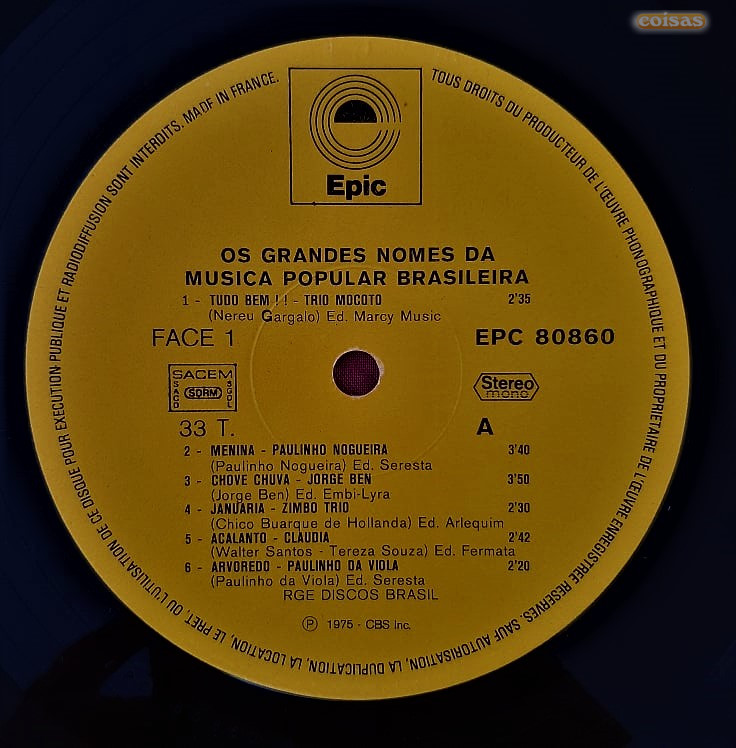 coisas
MADE IN FRANCE.
TOUS DROITS DU PRODUCTEUR DE L'ŒUVRE PHONOGRAPHIQUE ET DU PROPRIETAIRE DE L'ŒUVRE ENREGISTREE RESERVES. SAUF AUTORISATION, LA DUPLICATION, LA LOCATION, LE PRET, OU L'UTILISATION DE CE DISQUE POUR EXECUTION PUBLIQUE ET RADIODIFFUSION SONT INTERDITS.
Epic
OS GRANDES NOMES DA
MUSICA POPULAR BRASILEIRA
1 - TUDO BEM ! ! - TRIO MOCOTO 2'35
(Nereu Gargalo) Ed. Marcy Music
FACE 1 EPC 80860
SACEM
SACD SDRM SGDL
Stereo
mono
33 T. A
2 - MENINA - PAULINHO NOGUEIRA 3'40
(Paulinho Nogueira) Ed. Seresta
3 - CHOVE CHUVA - JORGE BEN 3'50
(Jorge Ben) Ed. Embi-Lyra
4 - JANUARIA - ZIMBO TRIO 2'30
(Chico Buarque de Hollanda) Ed. Arlequim
5 - ACALANTO - CLAUDIA 2'42
(Walter Santos - Tereza Souza) Ed. Fermata
6 - ARVOREDO - PAULINHO DA VIOLA 2'20
(Paulinho da Viola) Ed. Seresta
RGE DISCOS BRASIL
Ⓟ 1975 - CBS Inc.